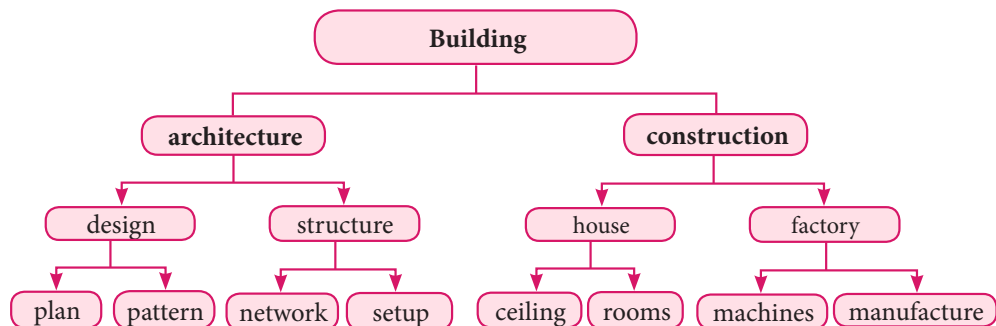 Building
architecture
construction
design
structure
house
factory
plan
pattern
network
setup
ceiling
rooms
machines
manufacture